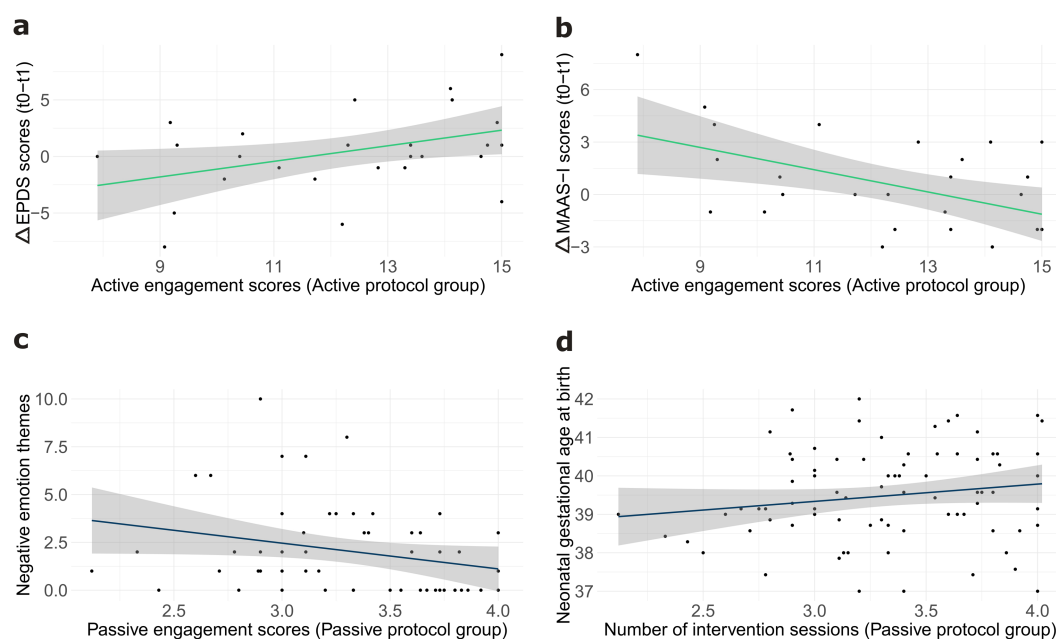 a
ΔEPDS scores (t0−t1)
5
0
−5
9
11
13
15
Active engagement scores (Active protocol group)
b
ΔMAAS−I scores (t0−t1)
6
3
0
−3
9
11
13
15
Active engagement scores (Active protocol group)
c
Negative emotion themes
10.0
7.5
5.0
2.5
0.0
2.5
3.0
3.5
4.0
Passive engagement scores (Passive protocol group)
d
Neonatal gestational age at birth
42
41
40
39
38
37
2.5
3.0
3.5
4.0
Number of intervention sessions (Passive protocol group)